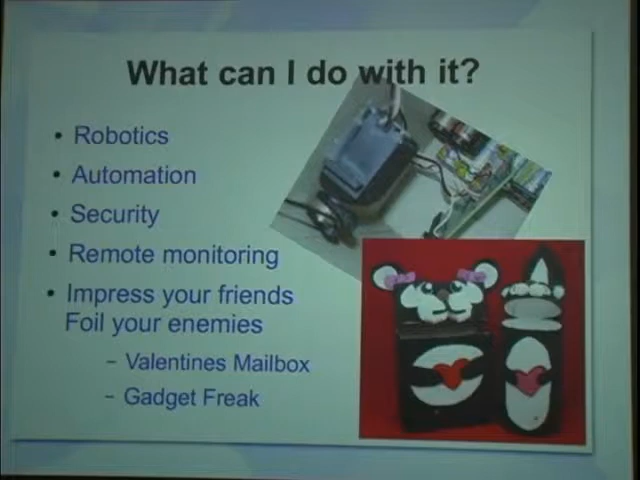 What can I do with it?
• Robotics
• Automation
• Security
• Remote monitoring
• Impress your friends
Foil your enemies
– Valentines Mailbox
– Gadget Freak